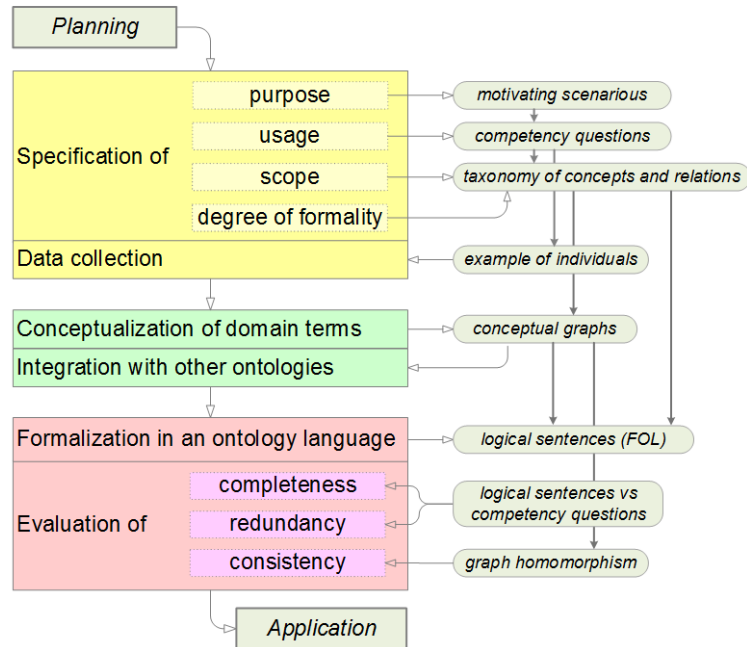 Planning
purpose
motivating scenarious
usage
competency questions
Specification of
scope
taxonomy of concepts and relations
degree of formality
Data collection
example of individuals
Conceptualization of domain terms
conceptual graphs
Integration with other ontologies
Formalization in an ontology language
logical sentences (FOL)
completeness
logical sentences vs
competency questions
Evaluation of
redundancy
consistency
graph homomorphism
Application